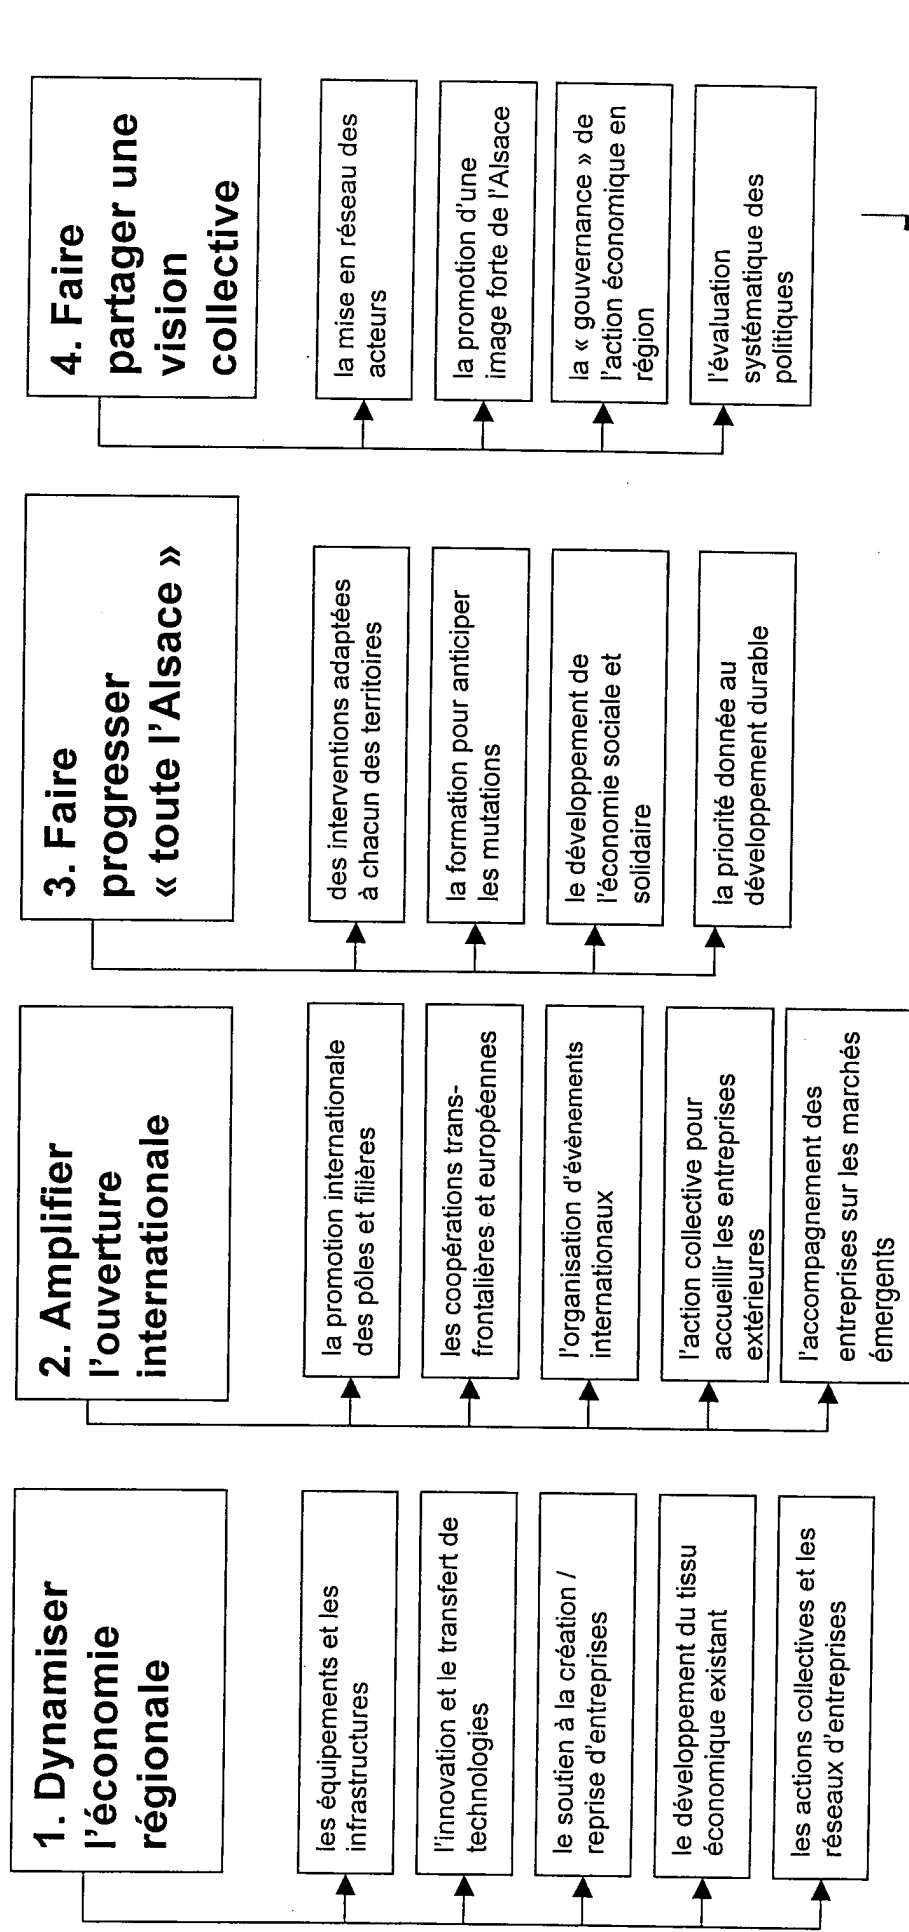 1. Dynamiser
l'économie
régionale
les équipements et les
infrastructures
l'innovation et le transfert de
technologies
le soutien à la création /
reprise d'entreprises
le développement du tissu
économique existant
les actions collectives et les
réseaux d'entreprises
2. Amplifier
l'ouverture
internationale
la promotion internationale
des pôles et filières
les coopérations trans-
frontalières et européennes
l'organisation d'évènements
internationaux
l'action collective pour
accueillir les entreprises
extérieures
l'accompagnement des
entreprises sur les marchés
émergents
3. Faire
progresser
« toute l'Alsace »
des interventions adaptées
à chacun des territoires
la formation pour anticiper
les mutations
le développement de
l'économie sociale et
solidaire
la priorité donnée au
développement durable
4. Faire
partager une
vision
collective
la mise en réseau des
acteurs
la promotion d'une
image forte de l'Alsace
la « gouvernance » de
l'action économique en
région
l'évaluation
systématique des
politiques